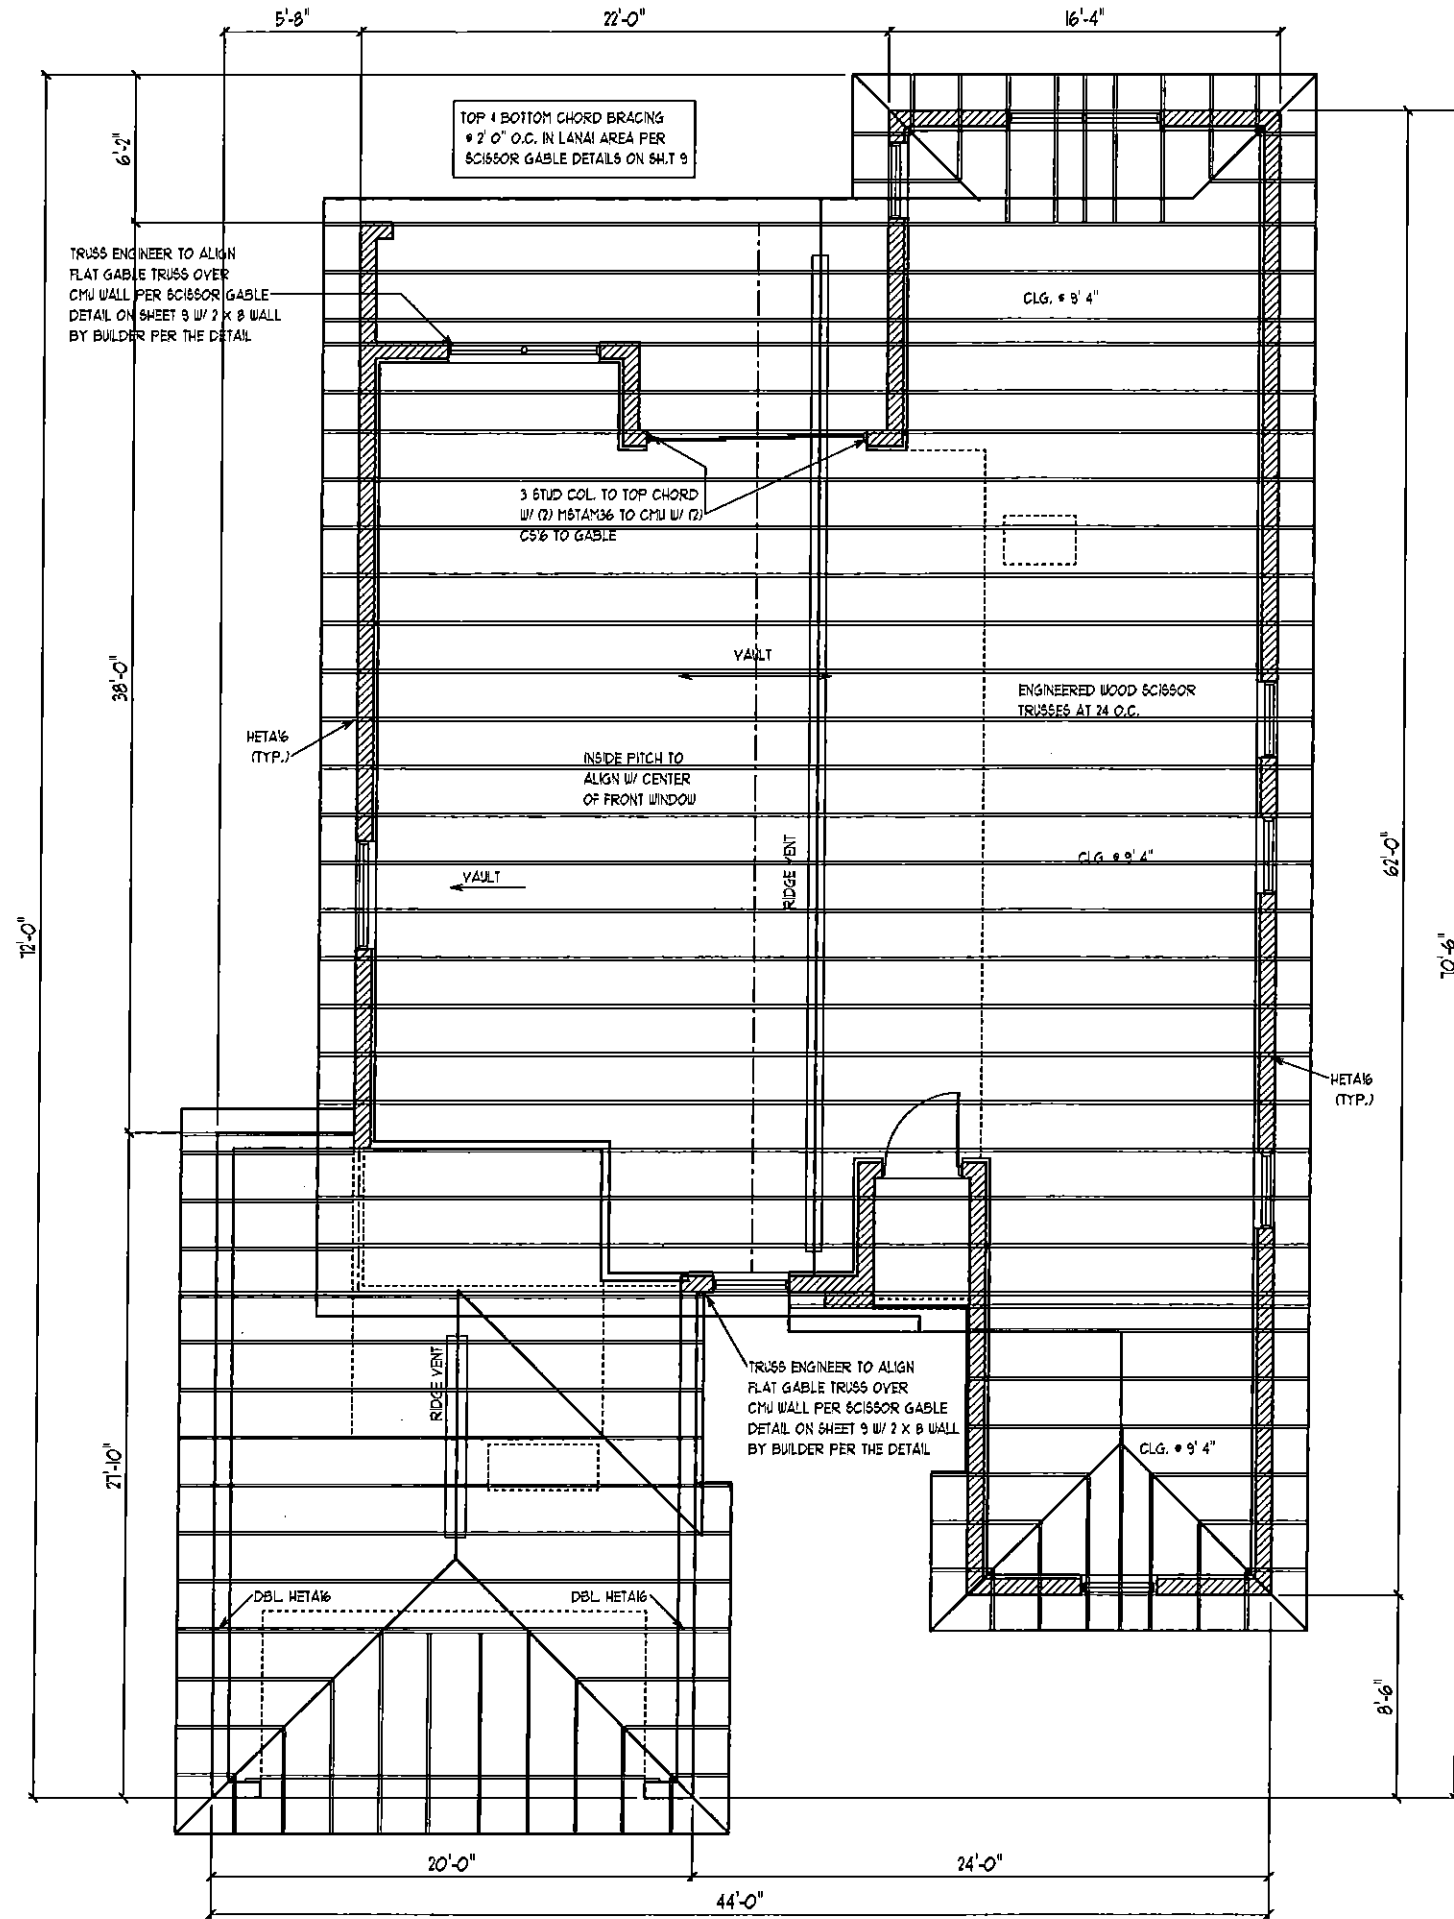 5'-8"
22'-0"
16'-4"
TOP & BOTTOM CHORD BRACING
@ 2' 0" O.C. IN LANAI AREA PER
SCISSOR GABLE DETAILS ON SH.T 9
6'-2"
TRUSS ENGINEER TO ALIGN
FLAT GABLE TRUSS OVER
CMU WALL PER SCISSOR GABLE
DETAIL ON SHEET 9 W/ 2 X 8 WALL
BY BUILDER PER THE DETAIL
CLG. @ 9' 4"
3 STUD COL. TO TOP CHORD
W/ (2) MSTAM36 TO CMU W/ (2)
CS16 TO GABLE
VAULT
38'-0"
ENGINEERED WOOD SCISSOR
TRUSSES AT 24 O.C.
HETA16
(TYP.)
INSIDE PITCH TO
ALIGN W/ CENTER
OF FRONT WINDOW
RIDGE VENT
CLG. @ 9' 4"
62'-0"
VAULT
72'-0"
70'-6"
HETA16
(TYP.)
RIDGE VENT
TRUSS ENGINEER TO ALIGN
FLAT GABLE TRUSS OVER
CMU WALL PER SCISSOR GABLE
DETAIL ON SHEET 9 W/ 2 X 8 WALL
BY BUILDER PER THE DETAIL
CLG. @ 9' 4"
27'-10"
DBL. HETA16
DBL. HETA16
8'-6"
20'-0"
24'-0"
44'-0"